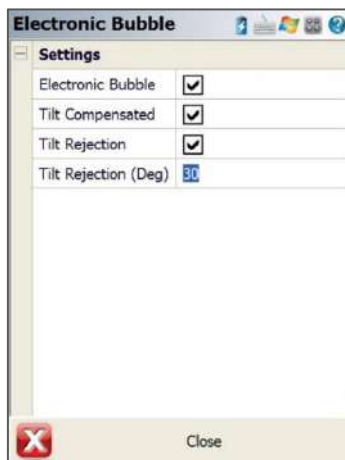 Electronic Bubble
Settings
Electronic Bubble
Tilt Compensated
Tilt Rejection
Tilt Rejection (Deg) 30
Close